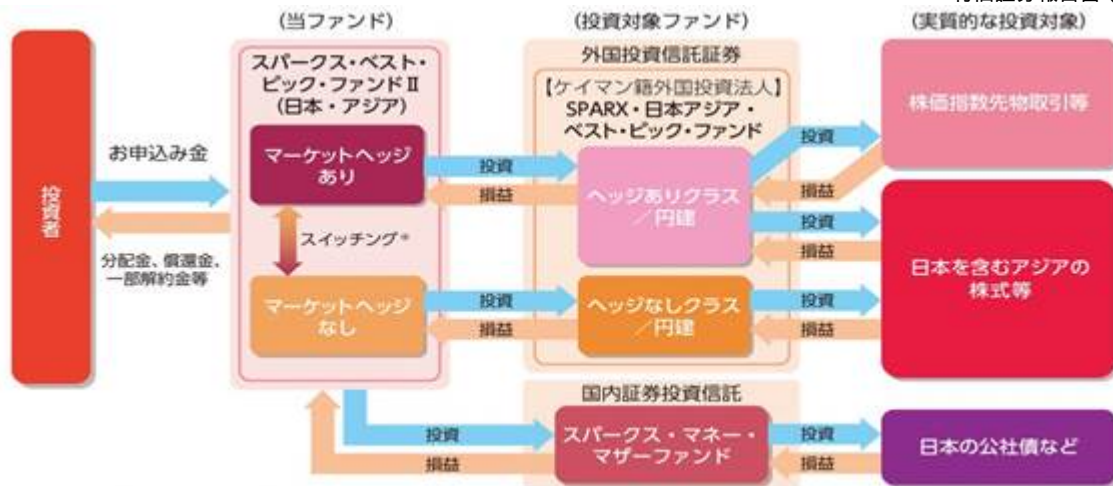 (当ファンド)
(投資対象ファンド)
(実質的な投資対象)
投資者
お申込み金
分配金、償還金、
一部解約金等
スパークス・ベスト・
ピック・ファンドⅡ
(日本・アジア)
マーケットヘッジ
あり
スイッチング※
マーケットヘッジ
なし
投資
損益
投資
損益
外国投資信託証券
【ケイマン籍外国投資法人】
SPARX・日本アジア・
ベスト・ピック・ファンド
ヘッジありクラス
/円建
ヘッジなしクラス
/円建
投資
損益
投資
損益
投資
損益
株価指数先物取引等
日本を含むアジアの
株式等
国内証券投資信託
投資
損益
スパークス・マネー・
マザーファンド
投資
損益
日本の公社債など